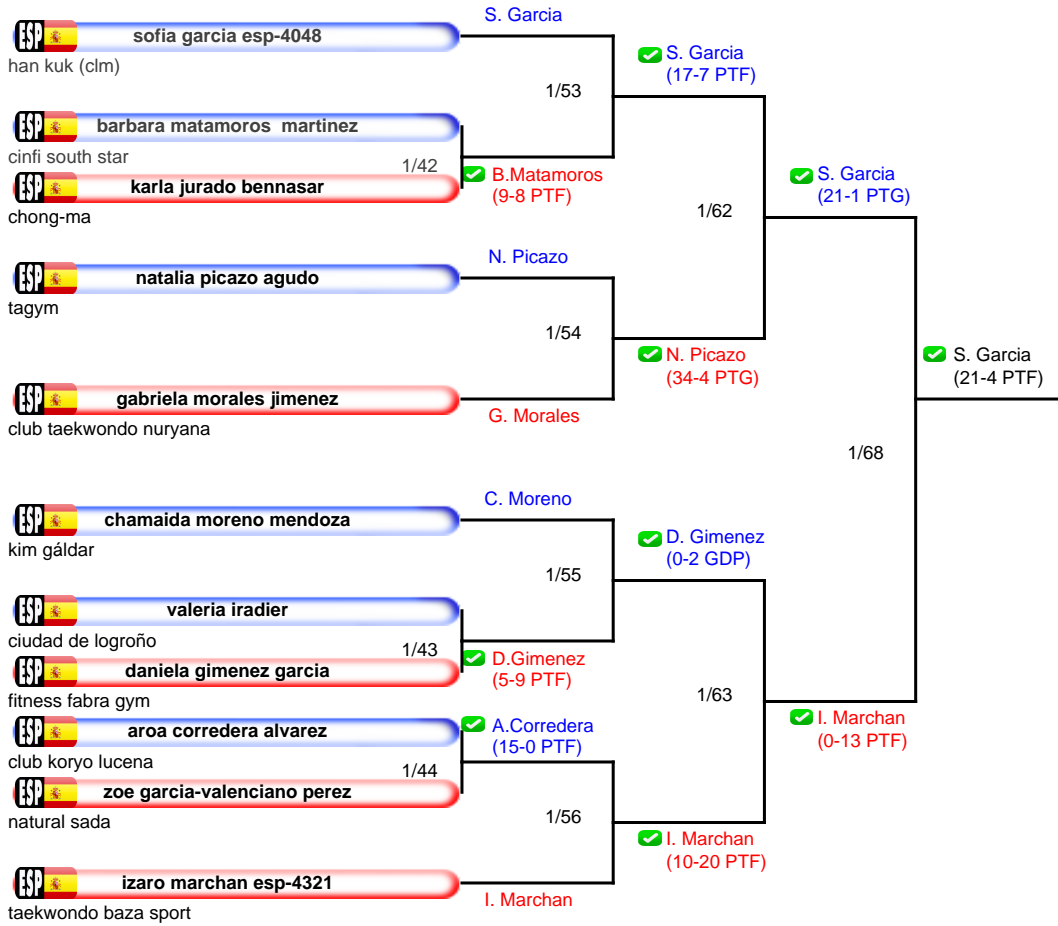 S. Garcia
ESP sofia garcia esp-4048
han kuk (clm)
S. Garcia
(17-7 PTF)
1/53
ESP barbara matamoros  martinez
cinfi south star
1/42
B.Matamoros
(9-8 PTF)
ESP karla jurado bennasar
chong-ma
S. Garcia
(21-1 PTG)
1/62
N. Picazo
ESP natalia picazo agudo
tagym
1/54
N. Picazo
(34-4 PTG)
S. Garcia
(21-4 PTF)
ESP gabriela morales jimenez
G. Morales
club taekwondo nuryana
1/68
C. Moreno
ESP chamaida moreno mendoza
kim gáldar
D. Gimenez
(0-2 GDP)
1/55
ESP valeria iradier
ciudad de logroño
1/43
D.Gimenez
(5-9 PTF)
ESP daniela gimenez garcia
fitness fabra gym
1/63
I. Marchan
(0-13 PTF)
ESP aroa corredera alvarez
A.Corredera
(15-0 PTF)
club koryo lucena
1/44
ESP zoe garcia-valenciano perez
natural sada
1/56
I. Marchan
(10-20 PTF)
ESP izaro marchan esp-4321
I. Marchan
taekwondo baza sport